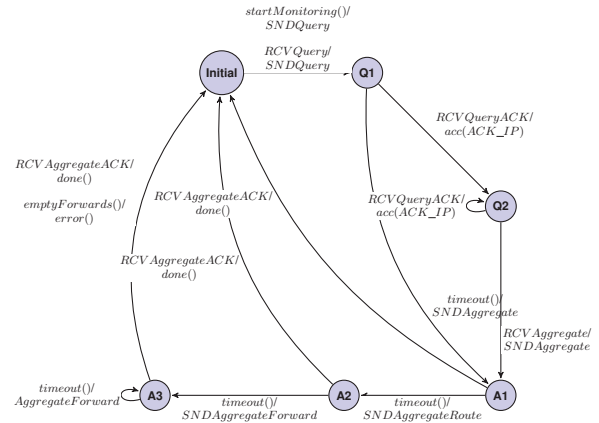 startMonitoring()/
SNDQuery
RCVQuery/
SNDQuery
Initial
Q1
RCVQueryACK/
acc(ACK_IP)
RCVAggregateACK/
done()
emptyForwards()/
error()
RCVAggregateACK/
done()
RCVQueryACK/
acc(ACK_IP)
Q2
RCVAggregateACK/
done()
timeout()/
SNDAggregate
RCVAggregate/
SNDAggregate
timeout()/
AggregateForward
A3
timeout()/
SNDAggregateForward
A2
timeout()/
SNDAggregateRoute
A1